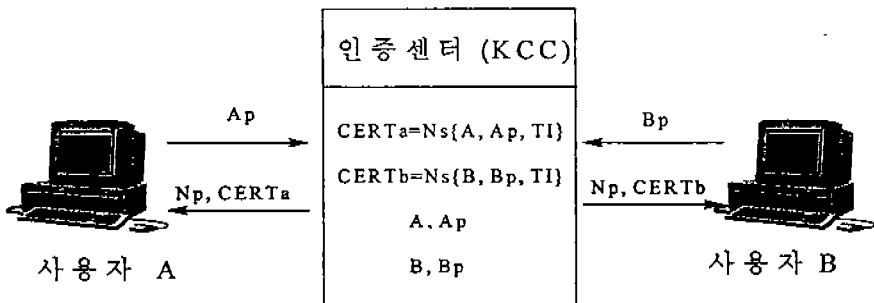 인증센터 (KCC)
Ap
CERTa=Ns{A, Ap, TI}
Bp
CERTb=Ns{B, Bp, TI}
Np, CERTa
Np, CERTb
A, Ap
B, Bp
사용자 A
사용자 B